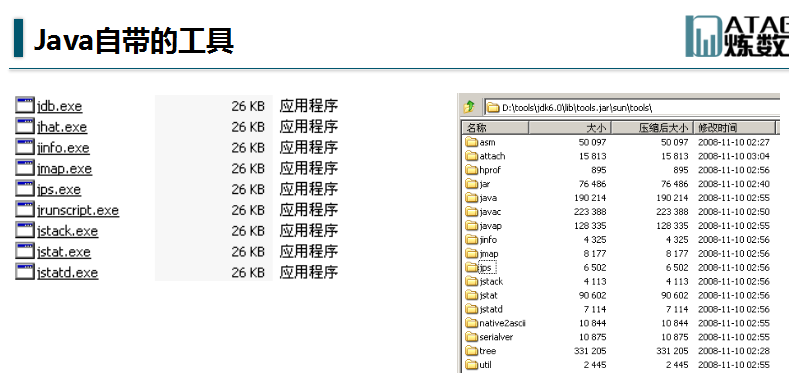 Java自带的工具
ATAG
炼数
jdb.exe 26 KB 应用程序
jhat.exe 26 KB 应用程序
jinfo.exe 26 KB 应用程序
jmap.exe 26 KB 应用程序
jps.exe 26 KB 应用程序
jrunscript.exe 26 KB 应用程序
jstack.exe 26 KB 应用程序
jstat.exe 26 KB 应用程序
jstatd.exe 26 KB 应用程序
D:\tools\jdk6.0\lib\tools.jar\sun\tools\
名称 大小 压缩后大小 修改时间
asm 50 097 50 097 2008-11-10 02:27
attach 15 813 15 813 2008-11-10 03:04
hprof 895 895 2008-11-10 02:56
jar 76 486 76 486 2008-11-10 02:40
java 190 214 190 214 2008-11-10 02:55
javac 223 388 223 388 2008-11-10 02:50
javap 128 335 128 335 2008-11-10 02:55
jinfo 4 325 4 325 2008-11-10 02:56
jmap 8 177 8 177 2008-11-10 02:56
jps 6 502 6 502 2008-11-10 02:56
jstack 4 113 4 113 2008-11-10 02:56
jstat 90 602 90 602 2008-11-10 02:56
jstatd 7 114 7 114 2008-11-10 02:56
native2ascii 10 844 10 844 2008-11-10 02:55
serialver 10 875 10 875 2008-11-10 02:55
tree 331 205 331 205 2008-11-10 02:28
util 2 445 2 445 2008-11-10 02:55